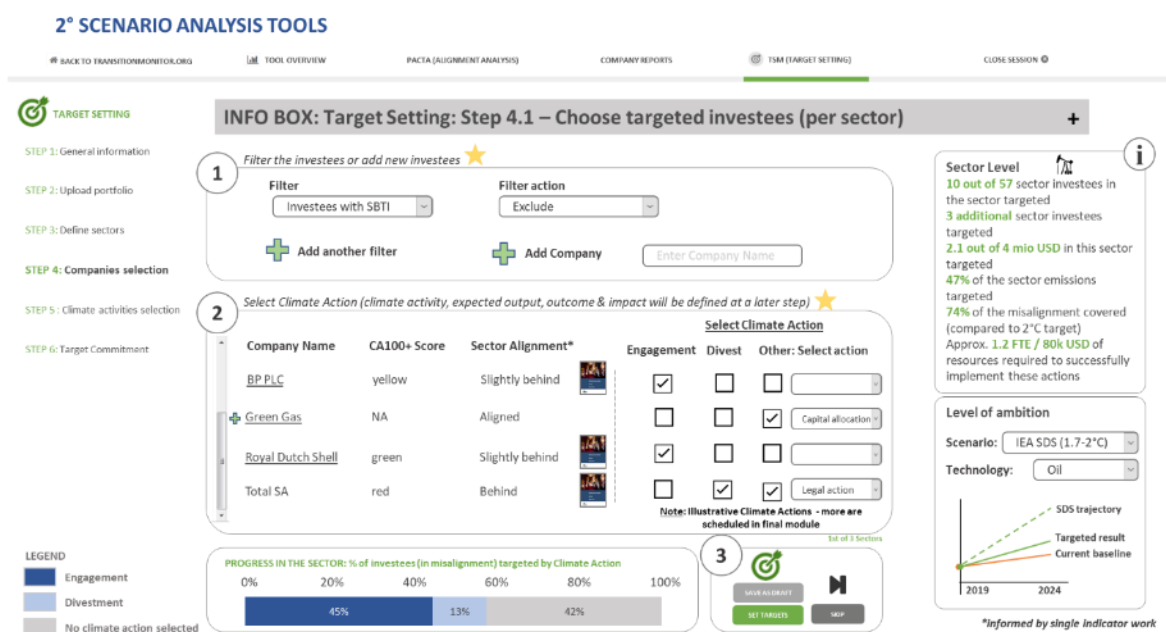 2° SCENARIO ANALYSIS TOOLS
BACK TO TRANSITIONMONITOR.ORG
TOOL OVERVIEW
PACTA (ALIGNMENT ANALYSIS)
COMPANY REPORTS
TSM (TARGET SETTING)
CLOSE SESSION
TARGET SETTING
STEP 1: General information
STEP 2: Upload portfolio
STEP 3: Define sectors
STEP 4: Companies selection
STEP 5 : Climate activities selection
STEP 6: Target Commitment
INFO BOX: Target Setting: Step 4.1 – Choose targeted investees (per sector)
+
1
Filter the investees or add new investees
Filter
Filter action
Investees with SBTI
Exclude
Add another filter
Add Company
Enter Company Name
2
Select Climate Action (climate activity, expected output, outcome & impact will be defined at a later step)
Select Climate Action
Company Name
CA100+ Score
Sector Alignment*
Engagement
Divest
Other: Select action
BP PLC
yellow
Slightly behind
Green Gas
NA
Aligned
Capital allocation
Royal Dutch Shell
green
Slightly behind
Total SA
red
Behind
Legal action
Note: Illustrative Climate Actions - more are
scheduled in final module
1st of 3 Sectors
i
Sector Level
10 out of 57 sector investees in
the sector targeted
3 additional sector investees
targeted
2.1 out of 4 mio USD in this sector
targeted
47% of the sector emissions
targeted
74% of the misalignment covered
(compared to 2°C target)
Approx. 1.2 FTE / 80k USD of
resources required to successfully
implement these actions
Level of ambition
Scenario:
IEA SDS (1.7-2°C)
Technology:
Oil
SDS trajectory
Targeted result
Current baseline
2019
2024
LEGEND
Engagement
Divestment
No climate action selected
PROGRESS IN THE SECTOR: % of investees (in misalignment) targeted by Climate Action
0%
20%
40%
60%
80%
100%
45%
13%
42%
3
SAVE AS DRAFT
SET TARGETS
SKIP
*informed by single indicator work